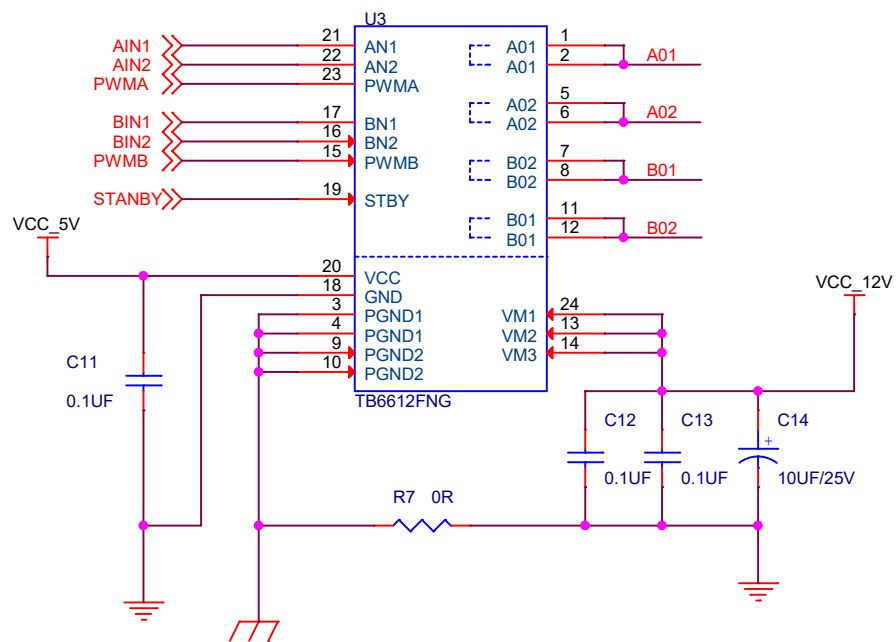 U3
AIN1 21 AN1
AIN2 22 AN2
PWMA 23 PWMA
BIN1 17 BN1
BIN2 16 BN2
PWMB 15 PWMB
STANBY 19 STBY
A01 1
A01 2 A01
A02 5
A02 6 A02
B02 7
B02 8 B01
B01 11
B01 12 B02
VCC_5V
20 VCC
18 GND
3 PGND1
4 PGND1
9 PGND2
10 PGND2
VM1 24
VM2 13
VM3 14
VCC_12V
TB6612FNG
C11
0.1UF
C12
0.1UF
C13
0.1UF
C14
+
10UF/25V
R7 0R